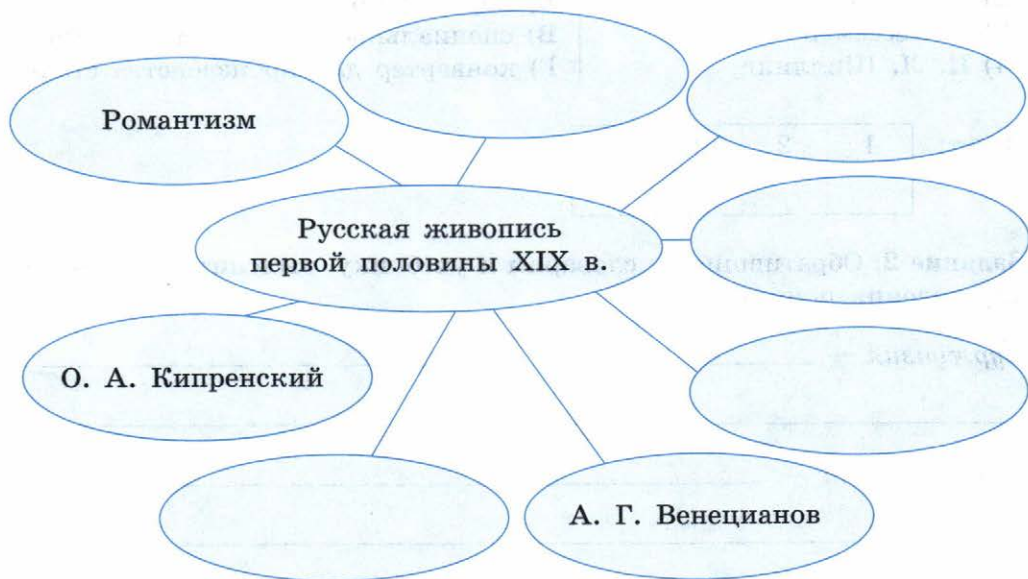 Романтизм
Русская живопись
первой половины XIX в.
О. А. Кипренский
А. Г. Венецианов